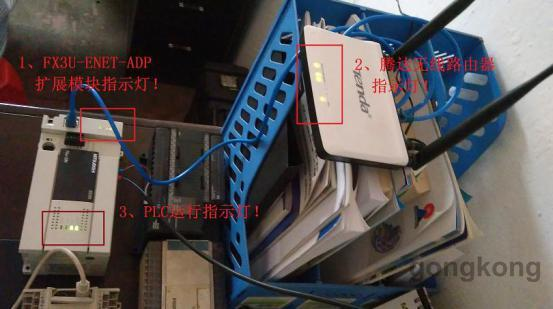 1、FX3U-ENET-ADP
扩展模块指示灯!
2、腾达无线路由器
指示灯!
Tenda
3、PLC运行指示灯!
gongkong